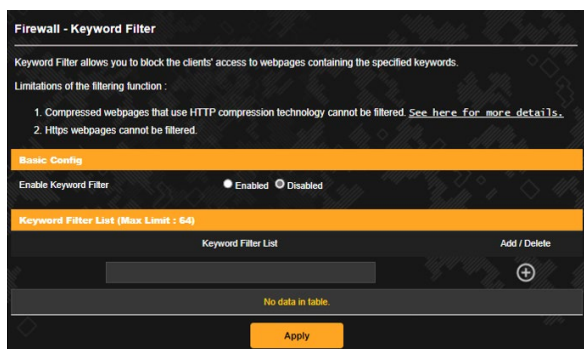 Firewall - Keyword Filter
Keyword Filter allows you to block the clients' access to webpages containing the specified keywords.
Limitations of the filtering function :
1. Compressed webpages that use HTTP compression technology cannot be filtered. See here for more details.
2. Https webpages cannot be filtered.
Basic Config
Enable Keyword Filter Enabled Disabled
Keyword Filter List (Max Limit : 64)
Keyword Filter List Add / Delete
No data in table.
Apply